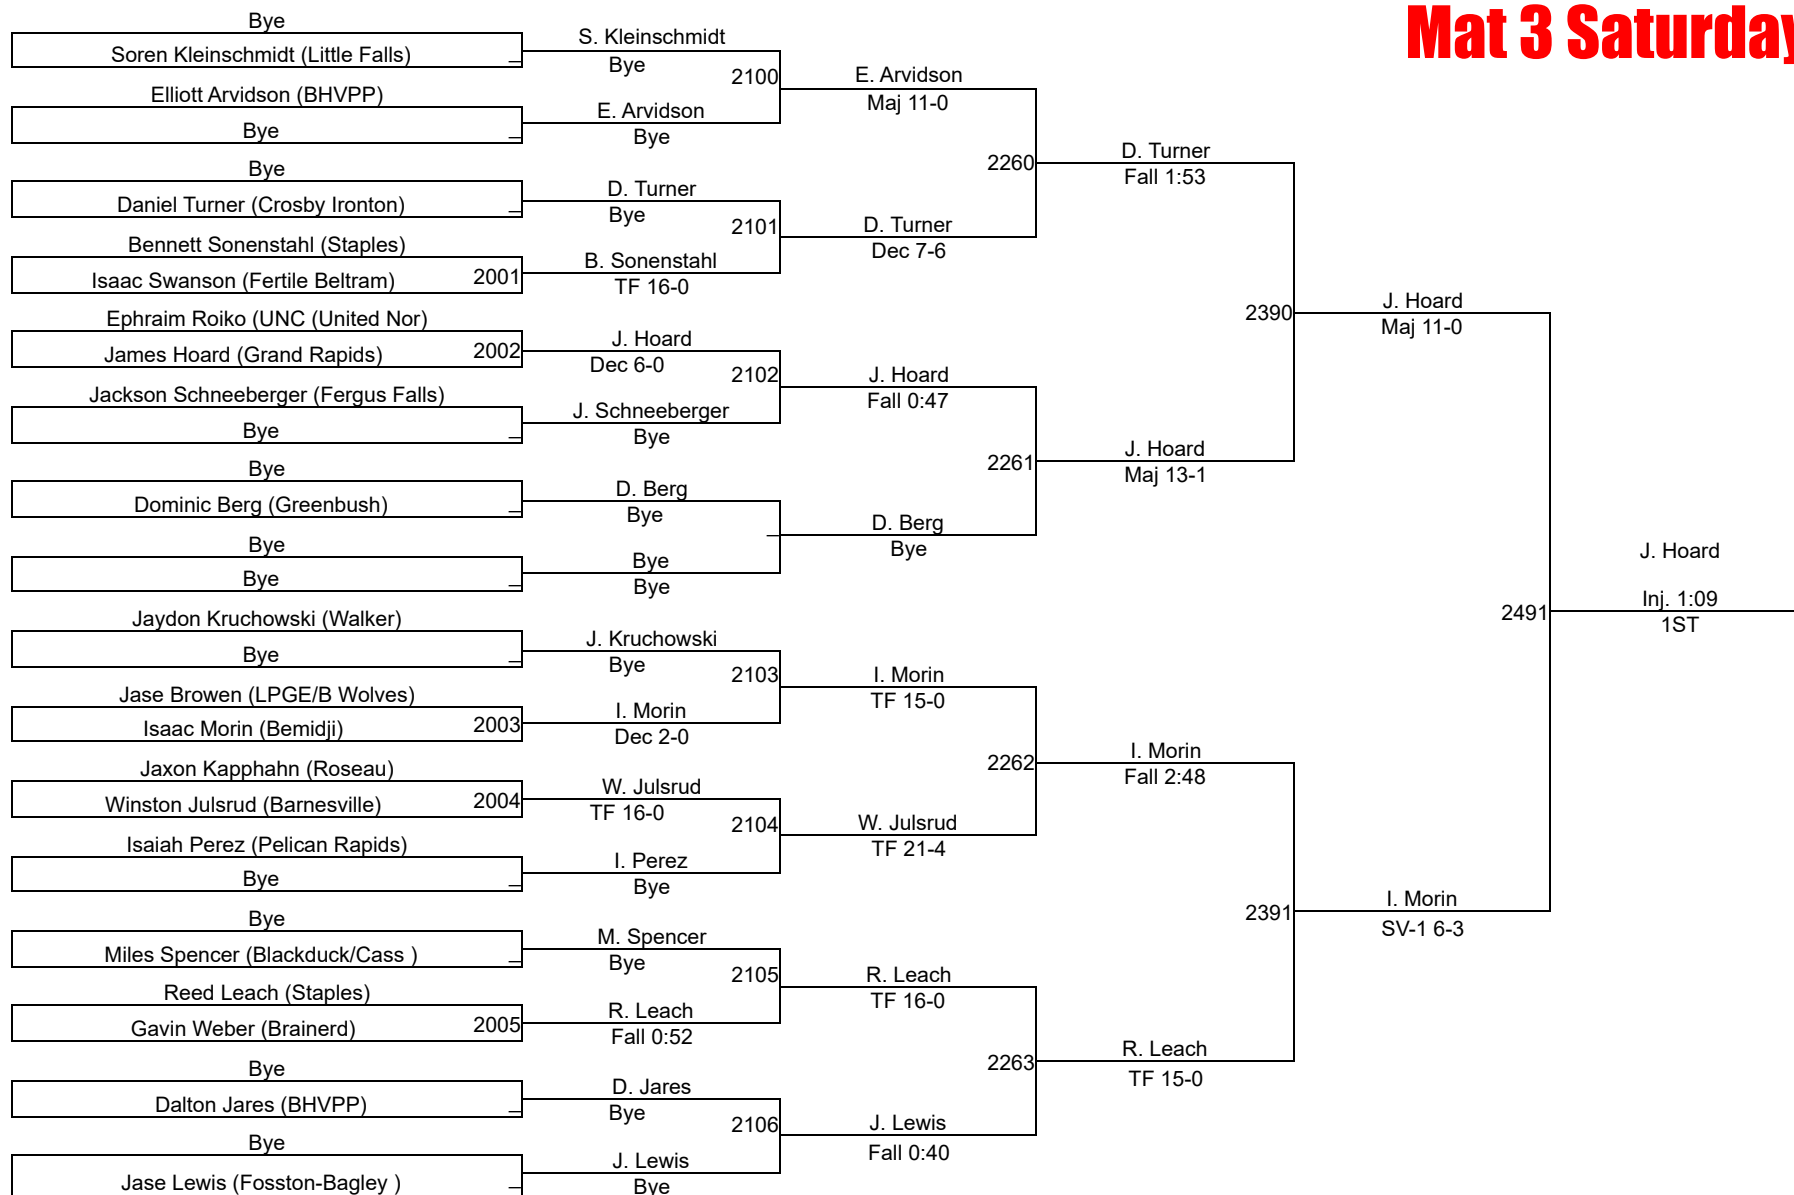 Mat 3 Saturday
Bye
Soren Kleinschmidt (Little Falls)
_
Elliott Arvidson (BHVPP)
Bye
_
Bye
Daniel Turner (Crosby Ironton)
_
Bennett Sonenstahl (Staples)
Isaac Swanson (Fertile Beltram)
2001
Ephraim Roiko (UNC (United Nor)
James Hoard (Grand Rapids)
2002
Jackson Schneeberger (Fergus Falls)
Bye
_
Bye
Dominic Berg (Greenbush)
_
Bye
Bye
_
Jaydon Kruchowski (Walker)
Bye
_
Jase Browen (LPGE/B Wolves)
Isaac Morin (Bemidji)
2003
Jaxon Kapphahn (Roseau)
Winston Julsrud (Barnesville)
2004
Isaiah Perez (Pelican Rapids)
Bye
_
Bye
Miles Spencer (Blackduck/Cass )
_
Reed Leach (Staples)
Gavin Weber (Brainerd)
2005
Bye
Dalton Jares (BHVPP)
_
Bye
Jase Lewis (Fosston-Bagley )
_
S. Kleinschmidt
Bye
2100
E. Arvidson
Bye
D. Turner
Bye
2101
B. Sonenstahl
TF 16-0
J. Hoard
Dec 6-0
2102
J. Schneeberger
Bye
D. Berg
Bye
_
Bye
Bye
J. Kruchowski
Bye
2103
I. Morin
Dec 2-0
W. Julsrud
TF 16-0
2104
I. Perez
Bye
M. Spencer
Bye
2105
R. Leach
Fall 0:52
D. Jares
Bye
2106
J. Lewis
Bye
E. Arvidson
Maj 11-0
2260
D. Turner
Dec 7-6
J. Hoard
Fall 0:47
2261
D. Berg
Bye
I. Morin
TF 15-0
2262
W. Julsrud
TF 21-4
R. Leach
TF 16-0
2263
J. Lewis
Fall 0:40
D. Turner
Fall 1:53
2390
J. Hoard
Maj 13-1
I. Morin
Fall 2:48
2391
R. Leach
TF 15-0
J. Hoard
Maj 11-0
2491
I. Morin
SV-1 6-3
J. Hoard
Inj. 1:09
1ST